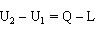 U₂ – U₁ = Q – L